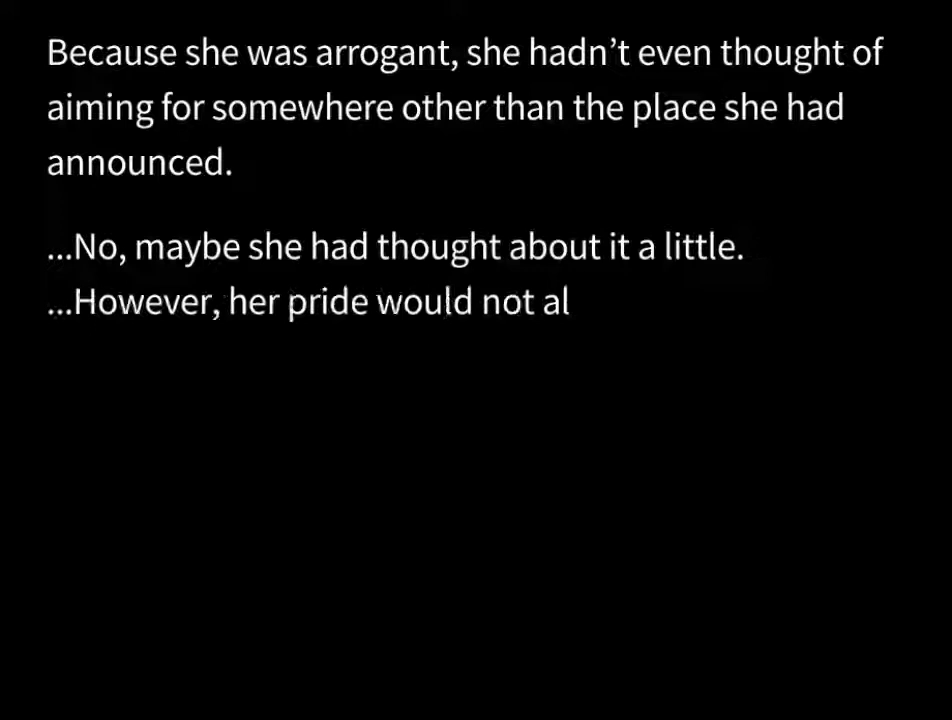 Because she was arrogant, she hadn’t even thought of
aiming for somewhere other than the place she had
announced.
...No, maybe she had thought about it a little.
...However, her pride would not al